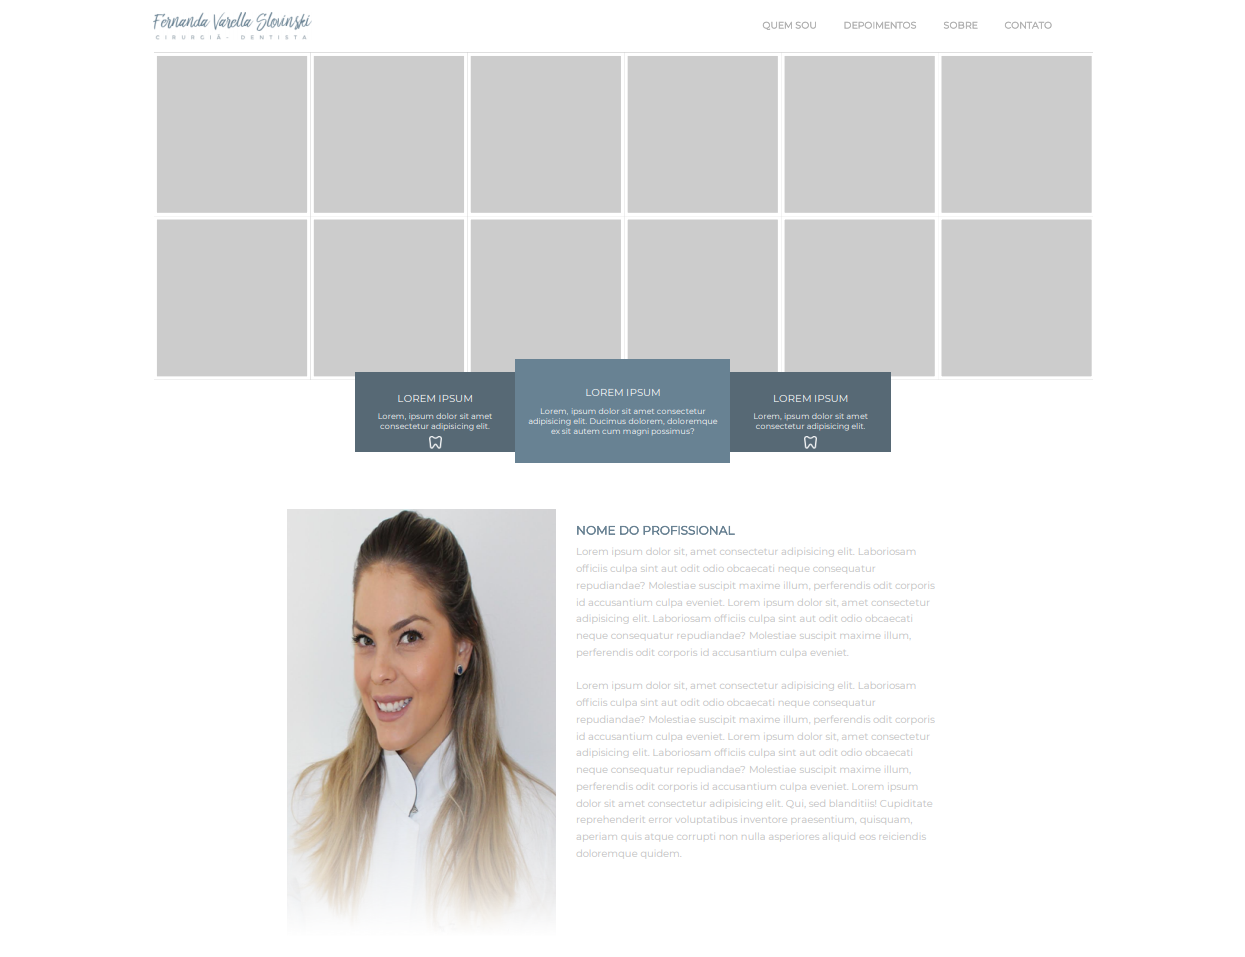 Fernanda Varella Slovinski
CIRURGIÃ- DENTISTA
QUEM SOU
DEPOIMENTOS
SOBRE
CONTATO
LOREM IPSUM
Lorem, ipsum dolor sit amet
consectetur adipisicing elit.
LOREM IPSUM
Lorem, ipsum dolor sit amet consectetur
adipisicing elit. Ducimus dolorem, doloremque
ex sit autem cum magni possimus?
LOREM IPSUM
Lorem, ipsum dolor sit amet
consectetur adipisicing elit.
NOME DO PROFISSIONAL
Lorem ipsum dolor sit, amet consectetur adipisicing elit. Laboriosam
officiis culpa sint aut odit odio obcaecati neque consequatur
repudiandae? Molestiae suscipit maxime illum, perferendis odit corporis
id accusantium culpa eveniet. Lorem ipsum dolor sit, amet consectetur
adipisicing elit. Laboriosam officiis culpa sint aut odit odio obcaecati
neque consequatur repudiandae? Molestiae suscipit maxime illum,
perferendis odit corporis id accusantium culpa eveniet.
Lorem ipsum dolor sit, amet consectetur adipisicing elit. Laboriosam
officiis culpa sint aut odit odio obcaecati neque consequatur
repudiandae? Molestiae suscipit maxime illum, perferendis odit corporis
id accusantium culpa eveniet. Lorem ipsum dolor sit, amet consectetur
adipisicing elit. Laboriosam officiis culpa sint aut odit odio obcaecati
neque consequatur repudiandae? Molestiae suscipit maxime illum,
perferendis odit corporis id accusantium culpa eveniet. Lorem ipsum
dolor sit amet consectetur adipisicing elit. Qui, sed blanditiis! Cupiditate
reprehenderit error voluptatibus inventore praesentium, quisquam,
aperiam quis atque corrupti non nulla asperiores aliquid eos reiciendis
doloremque quidem.